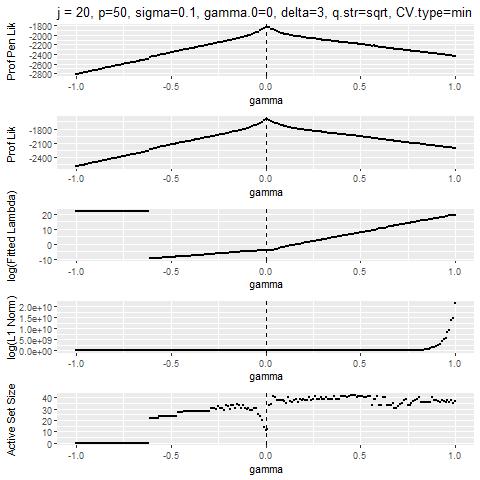 j = 20, p=50, sigma=0.1, gamma.0=0, delta=3, q.str=sqrt, CV.type=min
Prof Pen Lik
-1800
-2000
-2200
-2400
-2600
-2800
-1.0 -0.5 0.0 0.5 1.0
gamma
Prof Lik
-1800
-2100
-2400
-1.0 -0.5 0.0 0.5 1.0
gamma
log(Fitted Lambda)
20
10
0
-10
-1.0 -0.5 0.0 0.5 1.0
gamma
log(L1 Norm)
2.0e+10
1.5e+10
1.0e+10
5.0e+09
0.0e+00
-1.0 -0.5 0.0 0.5 1.0
gamma
Active Set Size
40
30
20
10
0
-1.0 -0.5 0.0 0.5 1.0
gamma